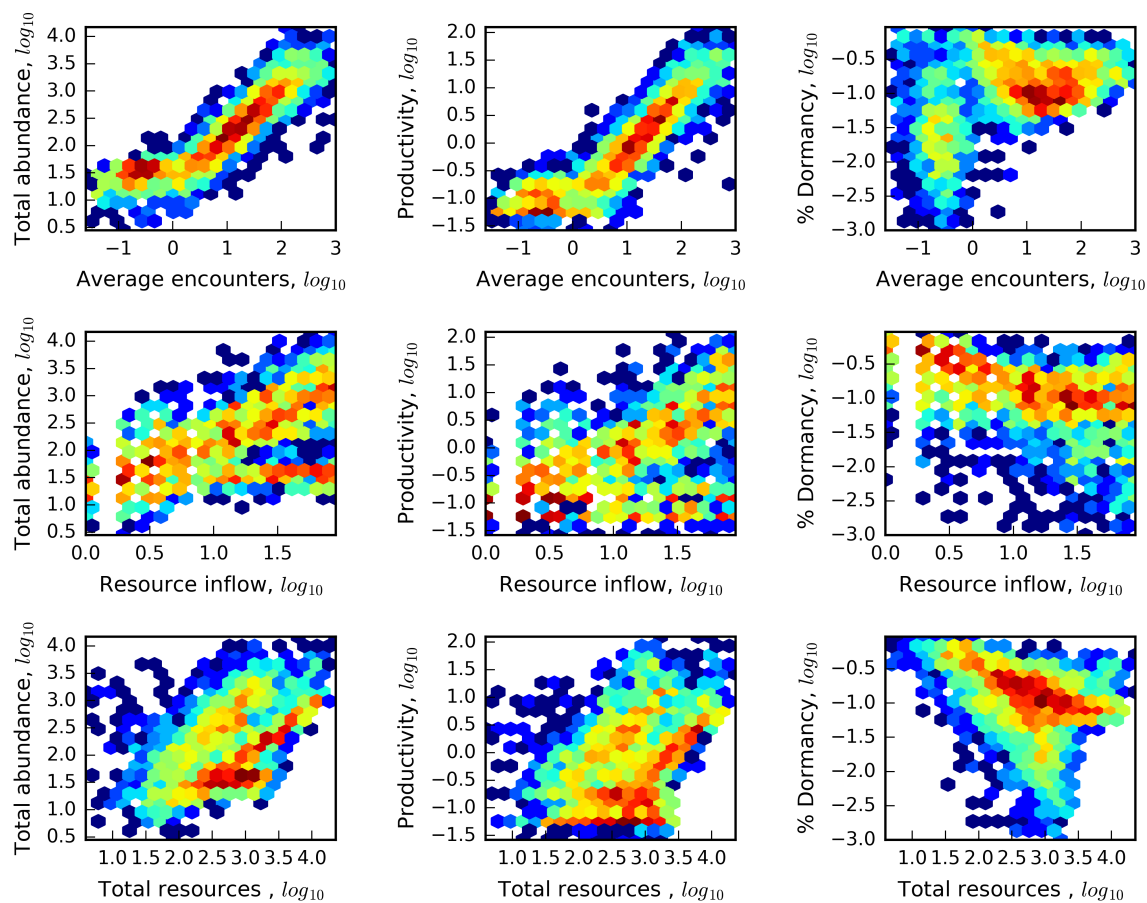 Total abundance, log10
4.0
3.5
3.0
2.5
2.0
1.5
1.0
0.5
−1 0 1 2 3
Average encounters, log10
Productivity, log10
2.0
1.5
1.0
0.5
0.0
−0.5
−1.0
−1.5
−1 0 1 2 3
Average encounters, log10
% Dormancy, log10
−0.5
−1.0
−1.5
−2.0
−2.5
−3.0
−1 0 1 2 3
Average encounters, log10
Total abundance, log10
4.0
3.5
3.0
2.5
2.0
1.5
1.0
0.5
0.0 0.5 1.0 1.5
Resource inflow, log10
Productivity, log10
2.0
1.5
1.0
0.5
0.0
−0.5
−1.0
−1.5
0.0 0.5 1.0 1.5
Resource inflow, log10
% Dormancy, log10
−0.5
−1.0
−1.5
−2.0
−2.5
−3.0
0.0 0.5 1.0 1.5
Resource inflow, log10
Total abundance, log10
4.0
3.5
3.0
2.5
2.0
1.5
1.0
0.5
1.0 1.5 2.0 2.5 3.0 3.5 4.0
Total resources , log10
Productivity, log10
2.0
1.5
1.0
0.5
0.0
−0.5
−1.0
−1.5
1.0 1.5 2.0 2.5 3.0 3.5 4.0
Total resources , log10
% Dormancy, log10
−0.5
−1.0
−1.5
−2.0
−2.5
−3.0
1.0 1.5 2.0 2.5 3.0 3.5 4.0
Total resources , log10